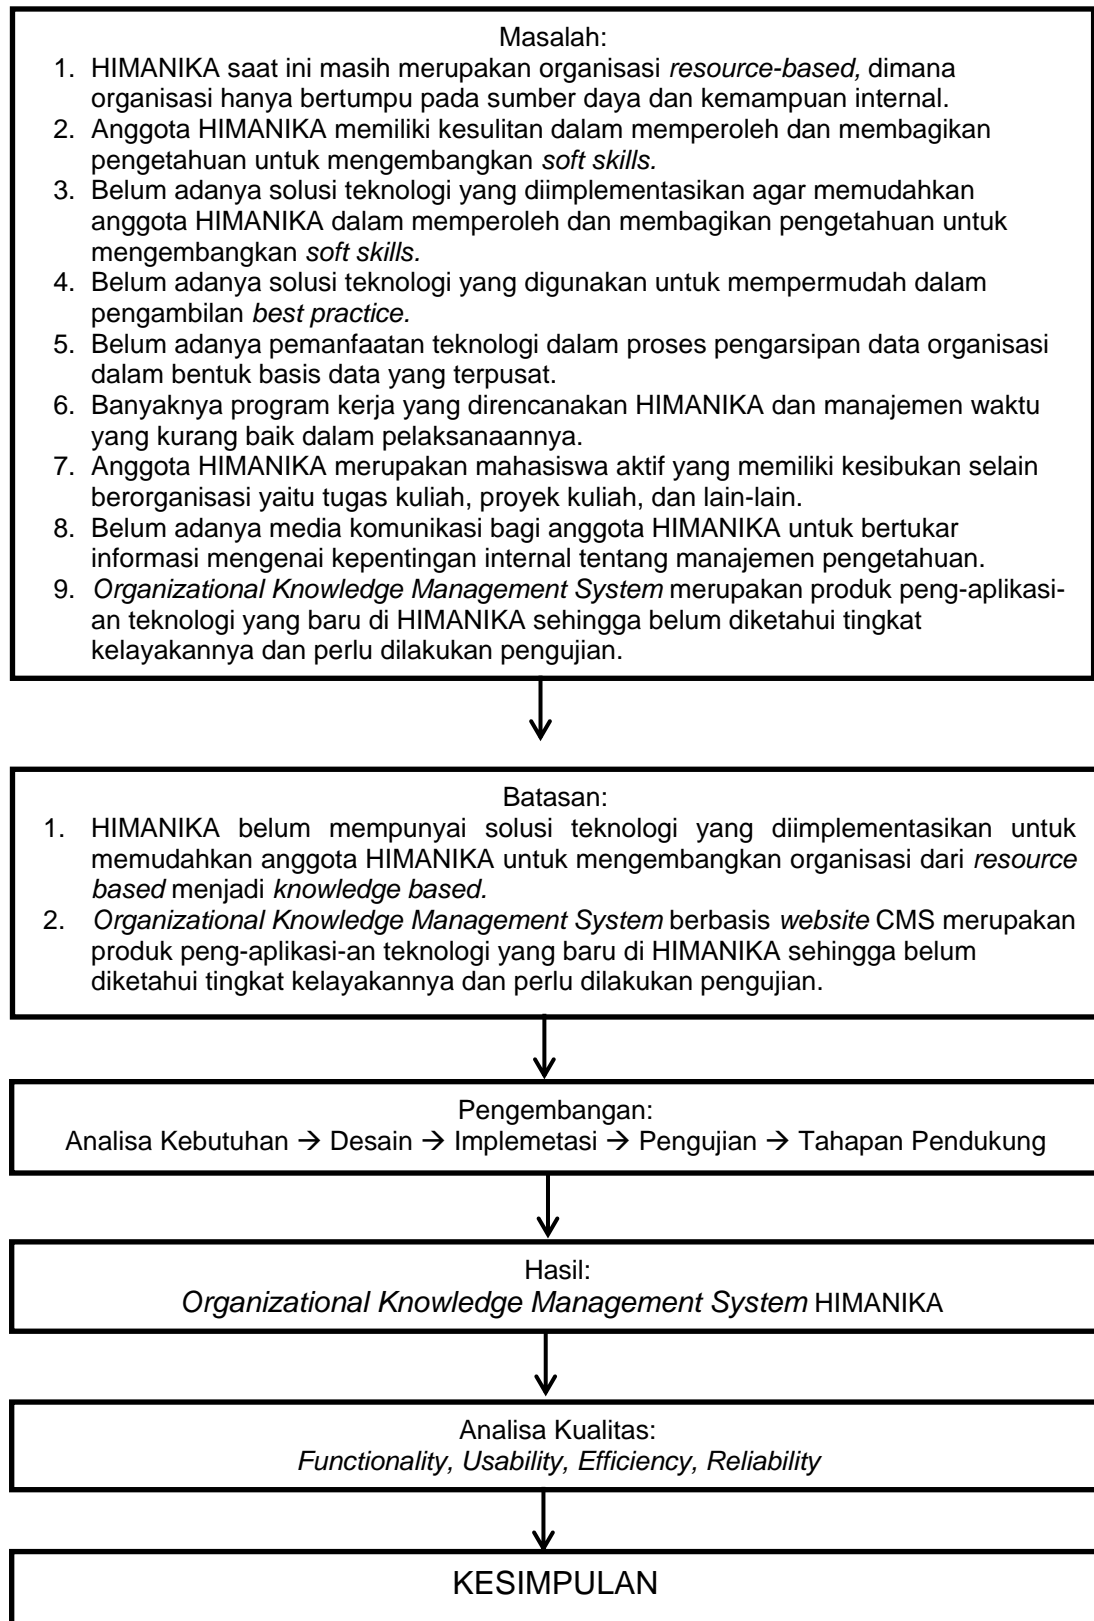 Masalah:
1. HIMANIKA saat ini masih merupakan organisasi resource-based, dimana
organisasi hanya bertumpu pada sumber daya dan kemampuan internal.
2. Anggota HIMANIKA memiliki kesulitan dalam memperoleh dan membagikan
pengetahuan untuk mengembangkan soft skills.
3. Belum adanya solusi teknologi yang diimplementasikan agar memudahkan
anggota HIMANIKA dalam memperoleh dan membagikan pengetahuan untuk
mengembangkan soft skills.
4. Belum adanya solusi teknologi yang digunakan untuk mempermudah dalam
pengambilan best practice.
5. Belum adanya pemanfaatan teknologi dalam proses pengarsipan data organisasi
dalam bentuk basis data yang terpusat.
6. Banyaknya program kerja yang direncanakan HIMANIKA dan manajemen waktu
yang kurang baik dalam pelaksanaannya.
7. Anggota HIMANIKA merupakan mahasiswa aktif yang memiliki kesibukan selain
berorganisasi yaitu tugas kuliah, proyek kuliah, dan lain-lain.
8. Belum adanya media komunikasi bagi anggota HIMANIKA untuk bertukar
informasi mengenai kepentingan internal tentang manajemen pengetahuan.
9. Organizational Knowledge Management System merupakan produk peng-aplikasi-
an teknologi yang baru di HIMANIKA sehingga belum diketahui tingkat
kelayakannya dan perlu dilakukan pengujian.
Batasan:
1. HIMANIKA belum mempunyai solusi teknologi yang diimplementasikan untuk
memudahkan anggota HIMANIKA untuk mengembangkan organisasi dari resource
based menjadi knowledge based.
2. Organizational Knowledge Management System berbasis website CMS merupakan
produk peng-aplikasi-an teknologi yang baru di HIMANIKA sehingga belum
diketahui tingkat kelayakannya dan perlu dilakukan pengujian.
Pengembangan:
Analisa Kebutuhan → Desain → Implemetasi → Pengujian → Tahapan Pendukung
Hasil:
Organizational Knowledge Management System HIMANIKA
Analisa Kualitas:
Functionality, Usability, Efficiency, Reliability
KESIMPULAN